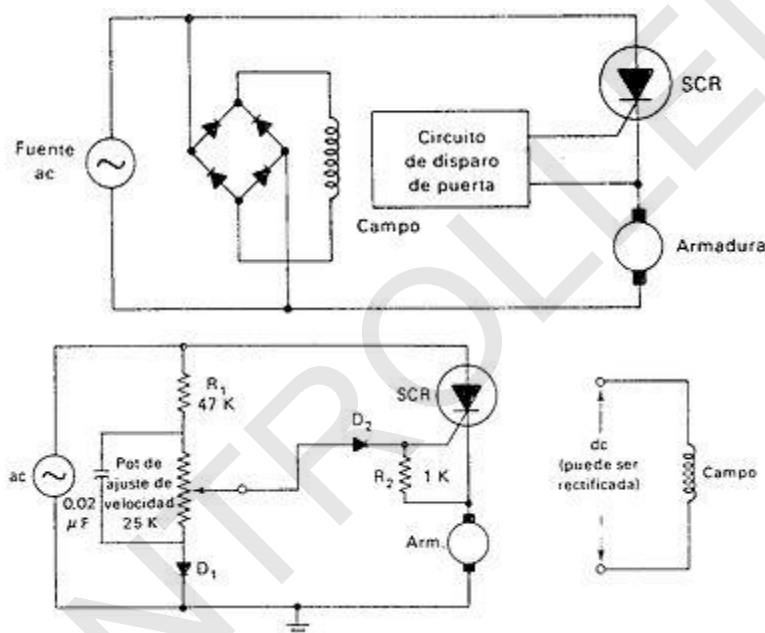 Fuente
ac
Campo
Circuito
de disparo
de puerta
SCR
Armadura
ac
R1
47 K
0.02
µF
Pot de
ajuste de
velocidad
25 K
D1
D2
R2 1 K
SCR
Arm.
dc
(puede ser
rectificada)
Campo